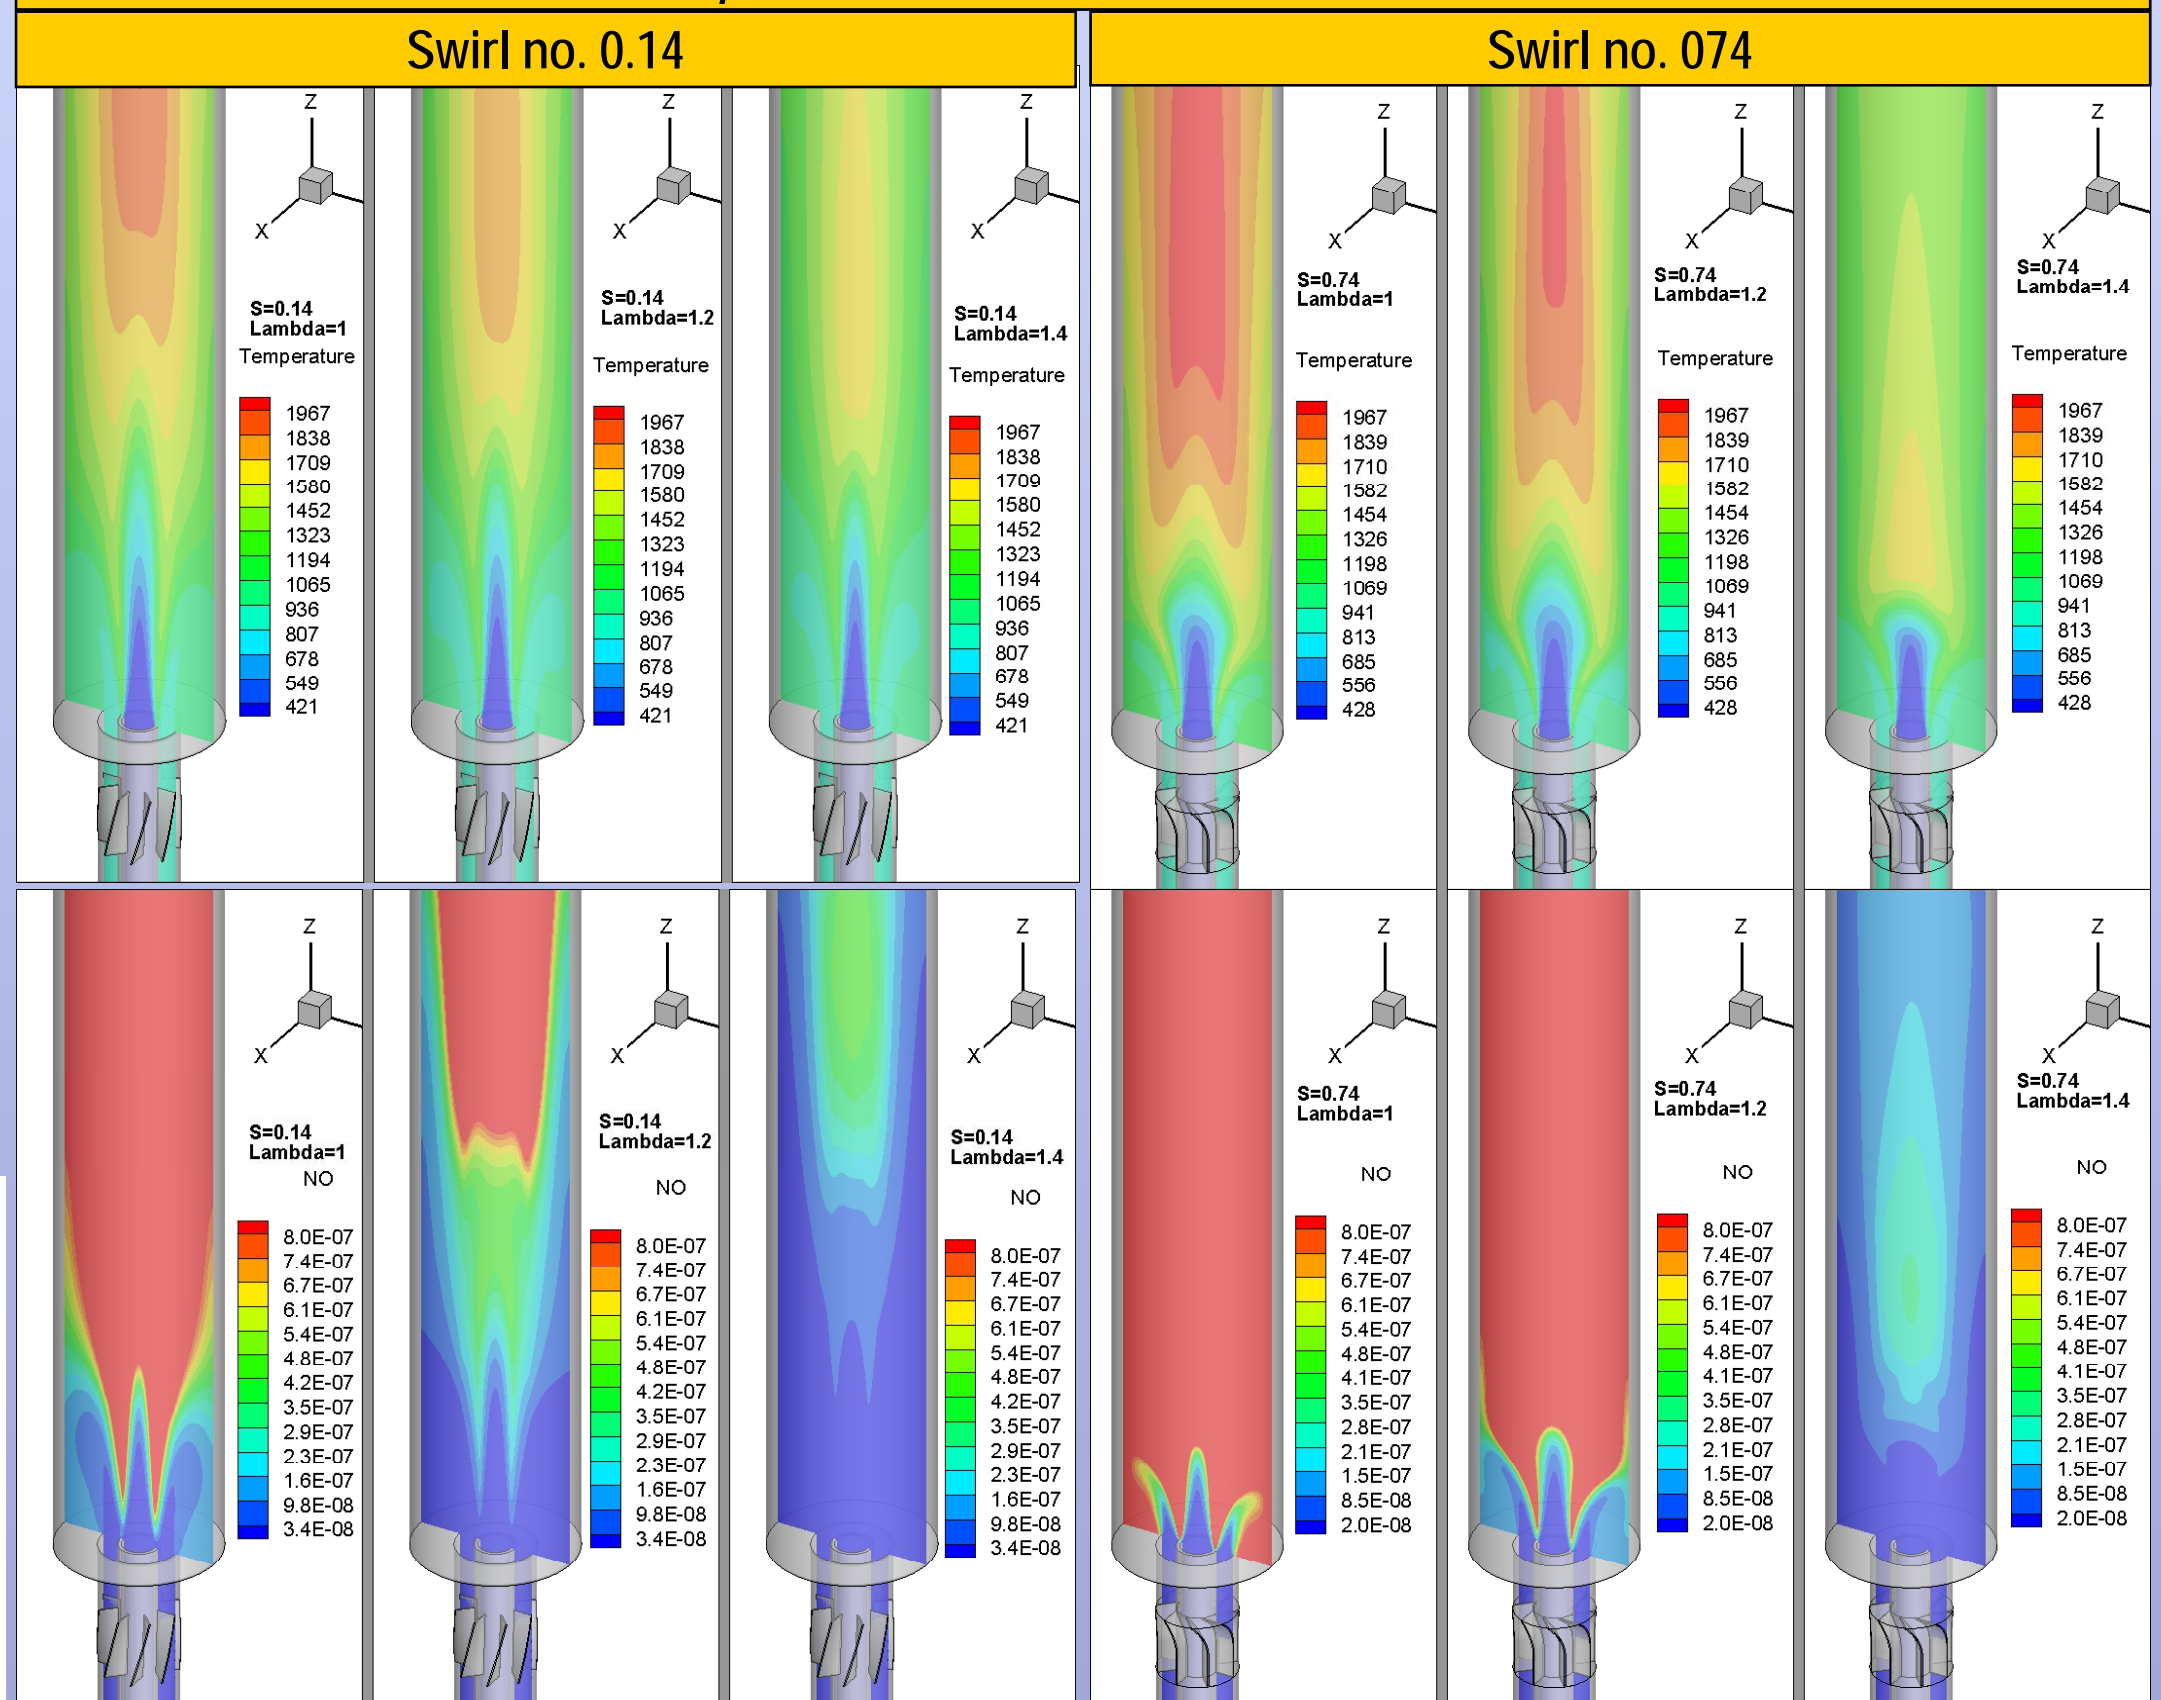 Swirl no. 0.14
Swirl no. 074
Z
X
S=0.14
Lambda=1
Temperature
1967
1838
1709
1580
1452
1323
1194
1065
936
807
678
549
421
Z
X
S=0.14
Lambda=1.2
Temperature
1967
1838
1709
1580
1452
1323
1194
1065
936
807
678
549
421
Z
X
S=0.14
Lambda=1.4
Temperature
1967
1838
1709
1580
1452
1323
1194
1065
936
807
678
549
421
Z
X
S=0.74
Lambda=1
Temperature
1967
1839
1710
1582
1454
1326
1198
1069
941
813
685
556
428
Z
X
S=0.74
Lambda=1.2
Temperature
1967
1839
1710
1582
1454
1326
1198
1069
941
813
685
556
428
Z
X
S=0.74
Lambda=1.4
Temperature
1967
1839
1710
1582
1454
1326
1198
1069
941
813
685
556
428
Z
X
S=0.14
Lambda=1
NO
8.0E-07
7.4E-07
6.7E-07
6.1E-07
5.4E-07
4.8E-07
4.2E-07
3.5E-07
2.9E-07
2.3E-07
1.6E-07
9.8E-08
3.4E-08
Z
X
S=0.14
Lambda=1.2
NO
8.0E-07
7.4E-07
6.7E-07
6.1E-07
5.4E-07
4.8E-07
4.2E-07
3.5E-07
2.9E-07
2.3E-07
1.6E-07
9.8E-08
3.4E-08
Z
X
S=0.14
Lambda=1.4
NO
8.0E-07
7.4E-07
6.7E-07
6.1E-07
5.4E-07
4.8E-07
4.2E-07
3.5E-07
2.9E-07
2.3E-07
1.6E-07
9.8E-08
3.4E-08
Z
X
S=0.74
Lambda=1
NO
8.0E-07
7.4E-07
6.7E-07
6.1E-07
5.4E-07
4.8E-07
4.1E-07
3.5E-07
2.8E-07
2.1E-07
1.5E-07
8.5E-08
2.0E-08
Z
X
S=0.74
Lambda=1.2
NO
8.0E-07
7.4E-07
6.7E-07
6.1E-07
5.4E-07
4.8E-07
4.1E-07
3.5E-07
2.8E-07
2.1E-07
1.5E-07
8.5E-08
2.0E-08
Z
X
S=0.74
Lambda=1.4
NO
8.0E-07
7.4E-07
6.7E-07
6.1E-07
5.4E-07
4.8E-07
4.1E-07
3.5E-07
2.8E-07
2.1E-07
1.5E-07
8.5E-08
2.0E-08